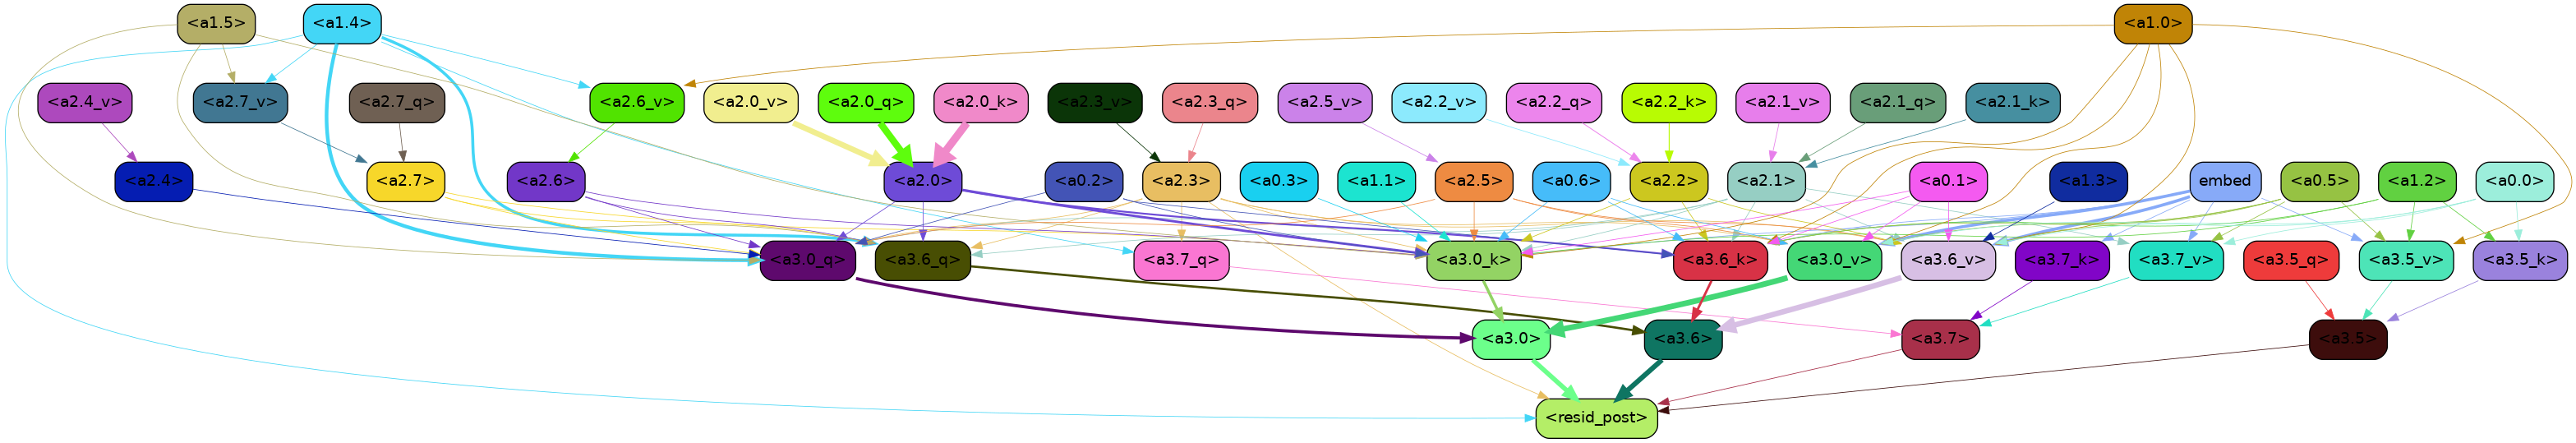 <a1.5> <a1.4> <a1.0>
<a2.4_v> <a2.7_v> <a2.7_q> <a2.6_v> <a2.0_v> <a2.0_q> <a2.0_k> <a2.3_v> <a2.3_q> <a2.5_v> <a2.2_v> <a2.2_q> <a2.2_k> <a2.1_v> <a2.1_q> <a2.1_k>
<a2.4> <a2.7> <a2.6> <a2.0> <a0.2> <a2.3> <a0.3> <a1.1> <a2.5> <a0.6> <a2.2> <a2.1> <a0.1> <a1.3> embed <a0.5> <a1.2> <a0.0>
<a3.0_q> <a3.6_q> <a3.7_q> <a3.0_k> <a3.6_k> <a3.0_v> <a3.6_v> <a3.7_k> <a3.7_v> <a3.5_q> <a3.5_v> <a3.5_k>
<a3.0> <a3.6> <a3.7> <a3.5>
<resid_post>